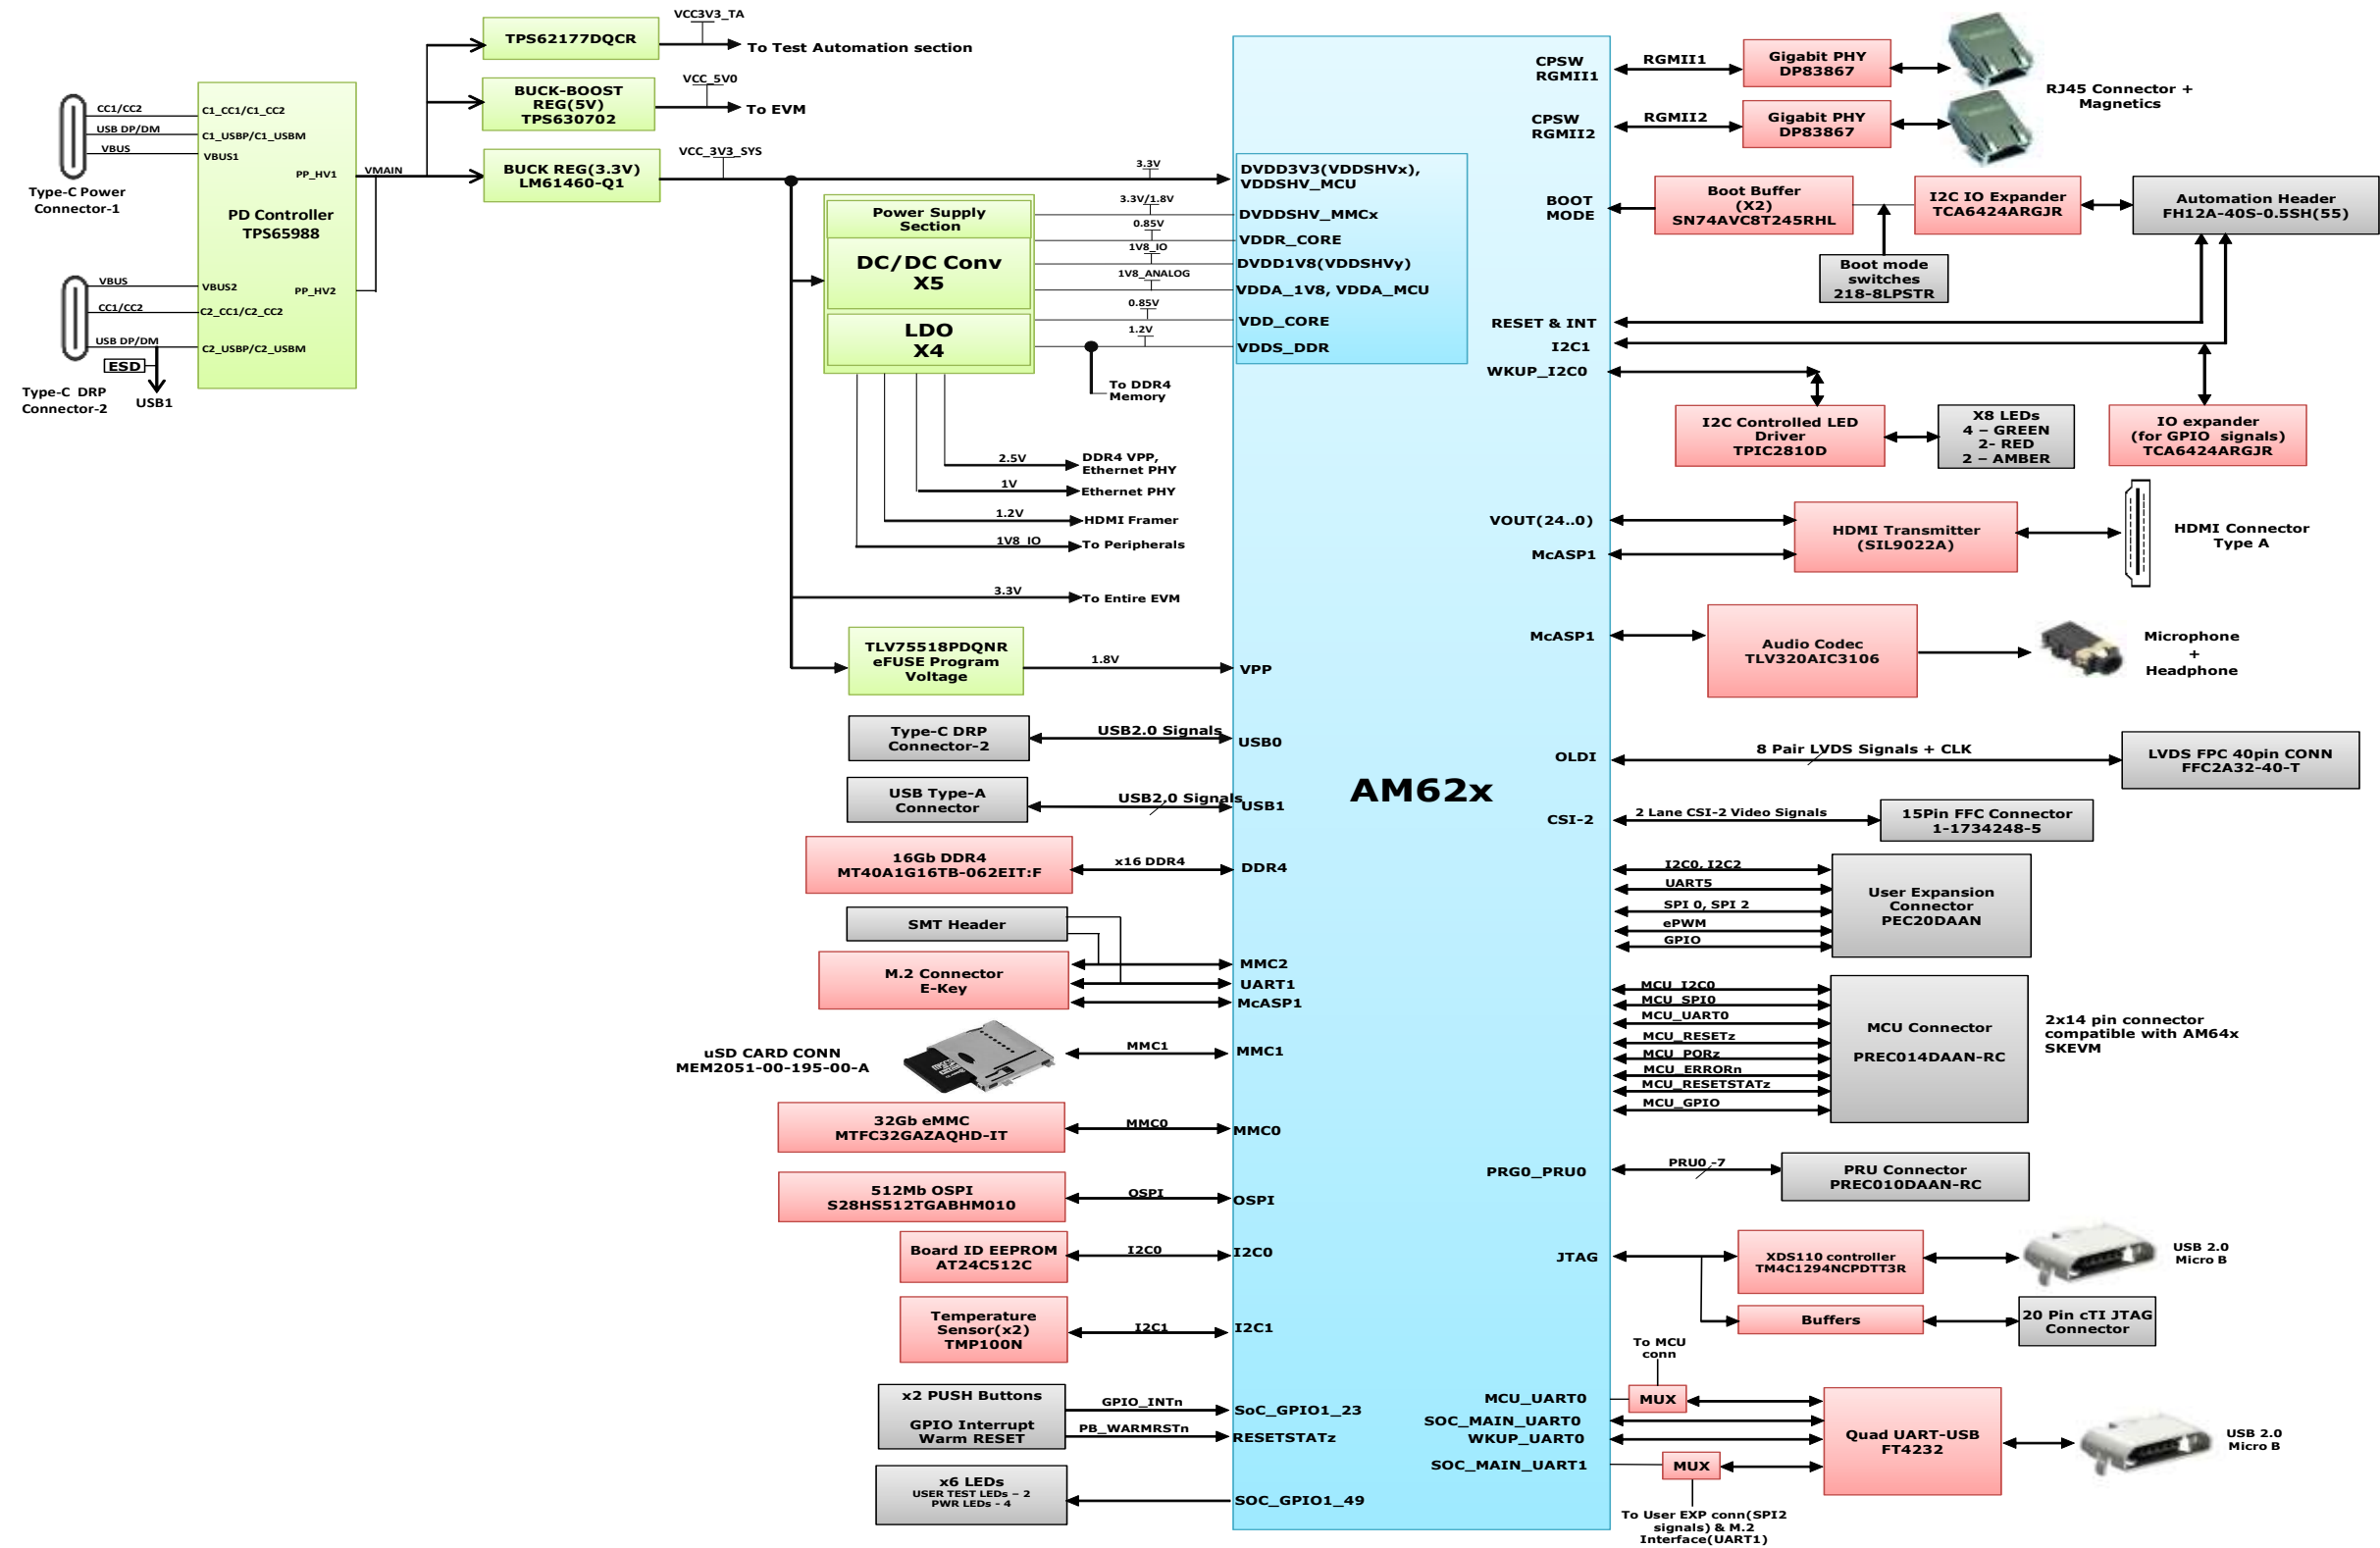 VCC3V3_TA
TPS62177DQCR
To Test Automation section
VCC_5V0
BUCK-BOOST
REG(5V)
TPS630702
To EVM
VCC_3V3_SYS
BUCK REG(3.3V)
LM61460-Q1
CC1/CC2
USB DP/DM
VBUS
C1_CC1/C1_CC2
C1_USBP/C1_USBM
VBUS1
PP_HV1
VMAIN
Type-C Power
Connector-1
PD Controller
TPS65988
VBUS
CC1/CC2
USB DP/DM
VBUS2
PP_HV2
C2_CC1/C2_CC2
C2_USBP/C2_USBM
ESD
Type-C DRP
Connector-2
USB1
Power Supply
Section
DC/DC Conv
X5
LDO
X4
3.3V
3.3V/1.8V
0.85V
1V8_IO
1V8_ANALOG
0.85V
1.2V
DVDD3V3(VDDSHVx),
VDDSHV_MCU
DVDDSHV_MMCx
VDDR_CORE
DVDD1V8(VDDSHVy)
VDDA_1V8, VDDA_MCU
VDD_CORE
VDDS_DDR
To DDR4
Memory
2.5V
DDR4 VPP,
Ethernet PHY
1V
Ethernet PHY
1.2V
HDMI Framer
1V8_IO
To Peripherals
3.3V
To Entire EVM
TLV75518PDQNR
eFUSE Program
Voltage
1.8V
VPP
Type-C DRP
Connector-2
USB2.0 Signals
USB0
USB Type-A
Connector
USB2.0 Signals
USB1
16Gb DDR4
MT40A1G16TB-062EIT:F
x16 DDR4
DDR4
SMT Header
M.2 Connector
E-Key
MMC2
UART1
McASP1
uSD CARD CONN
MEM2051-00-195-00-A
MMC1
MMC1
32Gb eMMC
MTFC32GAZAQHD-IT
MMC0
MMC0
512Mb OSPI
S28HS512TGABHM010
OSPI
OSPI
Board ID EEPROM
AT24C512C
I2C0
I2C0
Temperature
Sensor(x2)
TMP100N
I2C1
I2C1
x2 PUSH Buttons
GPIO Interrupt
Warm RESET
GPIO_INTn
PB_WARMRSTn
SoC_GPIO1_23
RESETSTATz
x6 LEDs
USER TEST LEDs – 2
PWR LEDs - 4
SOC_GPIO1_49
AM62x
CPSW
RGMII1
RGMII1
Gigabit PHY
DP83867
CPSW
RGMII2
RGMII2
Gigabit PHY
DP83867
RJ45 Connector +
Magnetics
BOOT
MODE
Boot Buffer
(X2)
SN74AVC8T245RHL
I2C IO Expander
TCA6424ARGJR
Automation Header
FH12A-40S-0.5SH(55)
Boot mode
switches
218-8LPSTR
RESET & INT
I2C1
WKUP_I2C0
I2C Controlled LED
Driver
TPIC2810D
X8 LEDs
4 – GREEN
2- RED
2 – AMBER
IO expander
(for GPIO signals)
TCA6424ARGJR
VOUT(24..0)
McASP1
HDMI Transmitter
(SIL9022A)
HDMI Connector
Type A
McASP1
Audio Codec
TLV320AIC3106
Microphone
+
Headphone
OLDI
8 Pair LVDS Signals + CLK
LVDS FPC 40pin CONN
FFC2A32-40-T
CSI-2
2 Lane CSI-2 Video Signals
15Pin FFC Connector
1-1734248-5
I2C0, I2C2
UART5
SPI 0, SPI 2
ePWM
GPIO
User Expansion
Connector
PEC20DAAN
MCU_I2C0
MCU_SPI0
MCU_UART0
MCU_RESETz
MCU_PORz
MCU_ERRORn
MCU_RESETSTATz
MCU_GPIO
MCU Connector
PREC014DAAN-RC
2x14 pin connector
compatible with AM64x
SKEVM
PRG0_PRU0
PRU0 -7
PRU Connector
PREC010DAAN-RC
JTAG
XDS110 controller
TM4C1294NCPDTT3R
USB 2.0
Micro B
Buffers
20 Pin cTI JTAG
Connector
To MCU
conn
MCU_UART0
MUX
SOC_MAIN_UART0
WKUP_UART0
SOC_MAIN_UART1
MUX
Quad UART-USB
FT4232
USB 2.0
Micro B
To User EXP conn(SPI2
signals) & M.2
Interface(UART1)